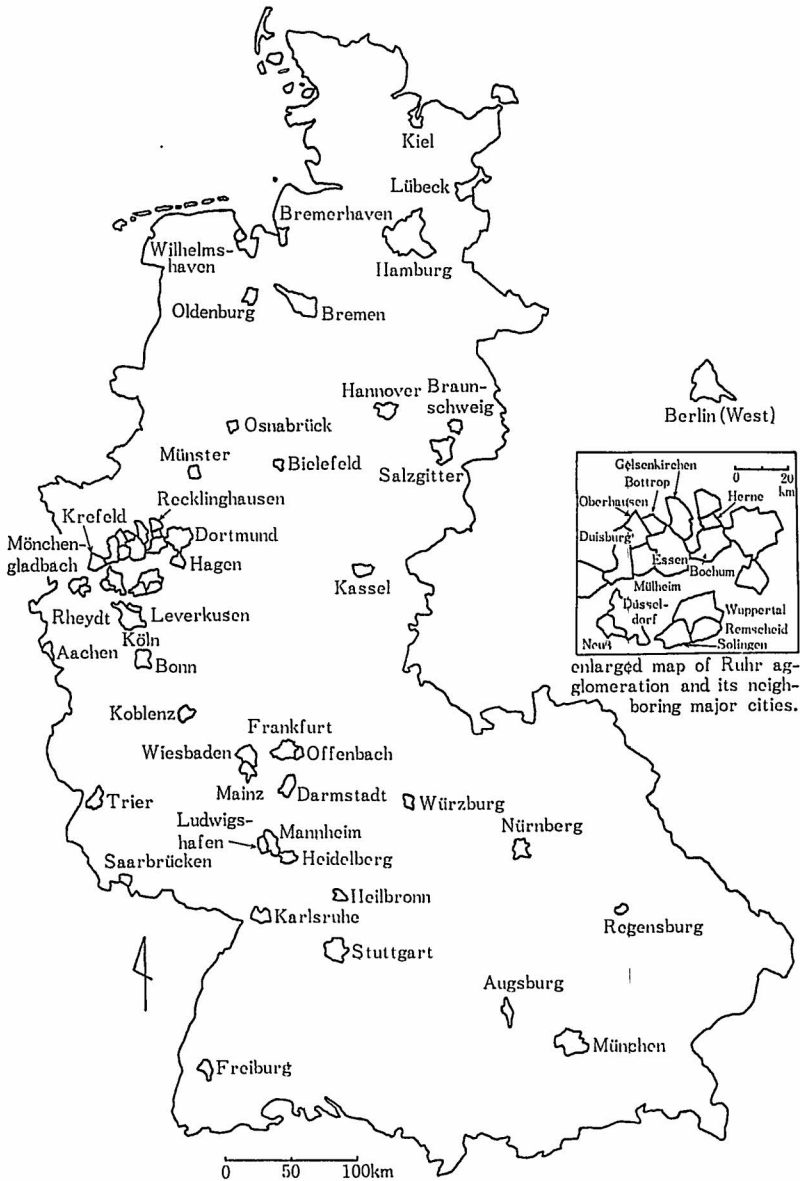 Kiel
Lübeck
Bremerhaven
Wilhelms-
haven
Hamburg
Oldenburg
Bremen
Hannover
Braun-
schweig
Berlin (West)
Osnabrück
Münster
Bielefeld
Salzgitter
Gelsenkirchen
Bottrop
0
20
km
Oberhausen
Herne
Duisburg
Essen
Bochum
Mülheim
Düssel-
dorf
Wuppertal
Remscheid
Neuß
Solingen
enlarged map of Ruhr ag-
glomeration and its neigh-
boring major cities.
Recklinghausen
Krefeld
Dortmund
Mönchen-
gladbach
Hagen
Kassel
Rheydt
Leverkusen
Köln
Aachen
Bonn
Koblenz
Frankfurt
Wiesbaden
Offenbach
Mainz
Darmstadt
Trier
Würzburg
Ludwigs-
hafen
Mannheim
Nürnberg
Heidelberg
Saarbrücken
Heilbronn
Karlsruhe
Regensburg
Stuttgart
Augsburg
München
Freiburg
0 50 100km